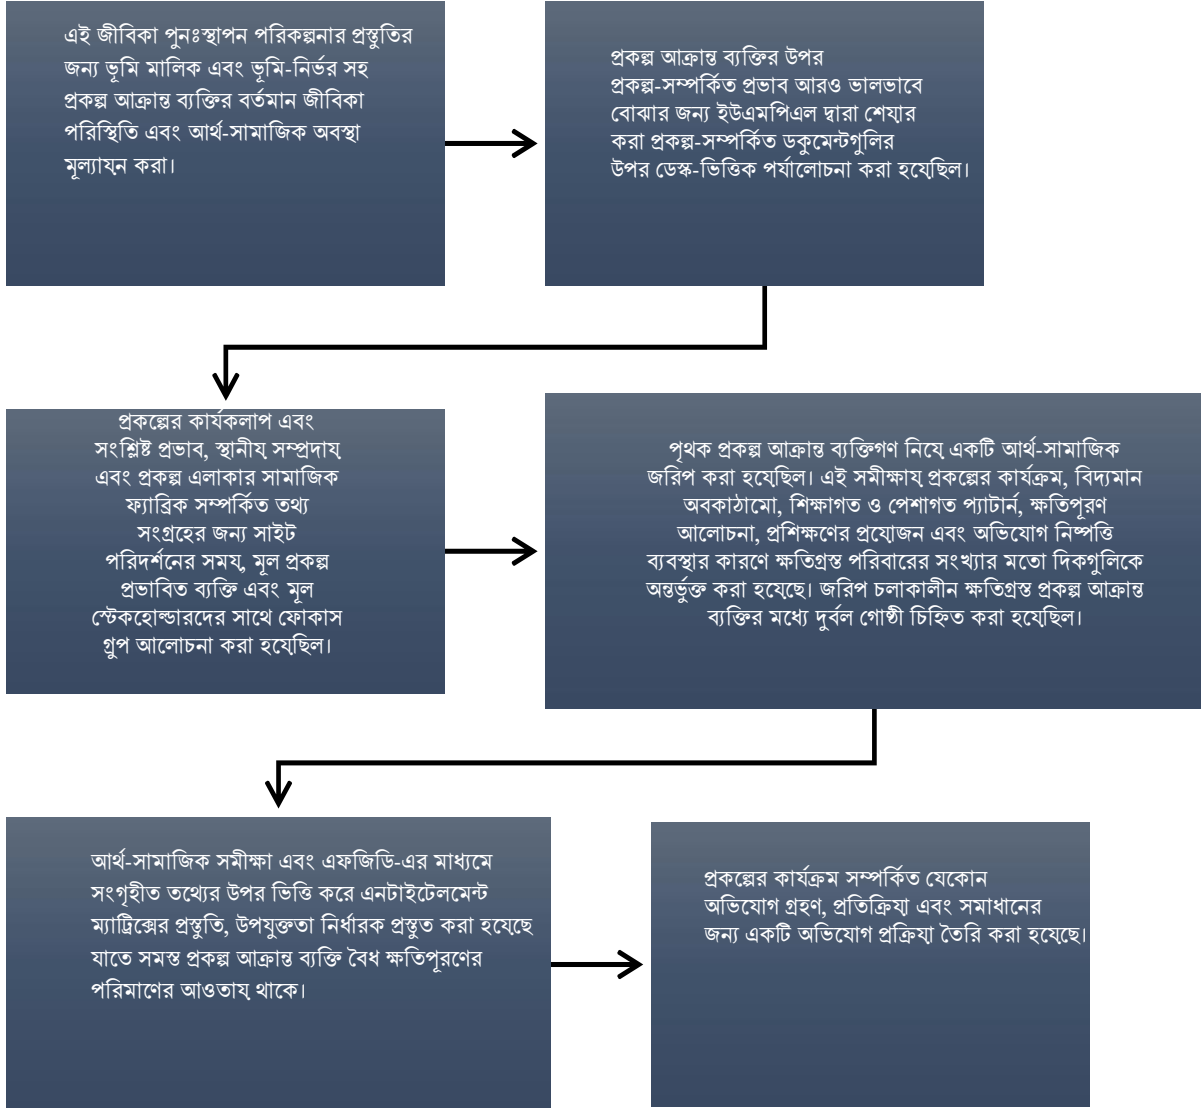 এই জীবিকা পুনঃস্থাপন পরিকল্পনার প্রস্তুতির
জন্য ভূমি মালিক এবং ভূমি-নির্ভর সহ
প্রকল্প আক্রান্ত ব্যক্তির বর্তমান জীবিকা
পরিস্থিতি এবং আর্থ-সামাজিক অবস্থা
মূল্যায়ন করা।
প্রকল্প আক্রান্ত ব্যক্তির উপর
প্রকল্প-সম্পর্কিত প্রভাব আরও ভালভাবে
বোঝার জন্য ইউএমপিএল দ্বারা শেয়ার
করা প্রকল্প-সম্পর্কিত ডকুমেন্টগুলির
উপর ডেস্ক-ভিত্তিক পর্যালোচনা করা হয়েছিল।
প্রকল্পের কার্যকলাপ এবং
সংশ্লিষ্ট প্রভাব, স্থানীয় সম্প্রদায়
এবং প্রকল্প এলাকার সামাজিক
ফ্যাব্রিক সম্পর্কিত তথ্য
সংগ্রহের জন্য সাইট
পরিদর্শনের সময়, মূল প্রকল্প
প্রভাবিত ব্যক্তি এবং মূল
স্টেকহোল্ডারদের সাথে ফোকাস
গ্রুপ আলোচনা করা হয়েছিল।
পৃথক প্রকল্প আক্রান্ত ব্যক্তিগণ নিয়ে একটি আর্থ-সামাজিক
জরিপ করা হয়েছিল। এই সমীক্ষায় প্রকল্পের কার্যক্রম, বিদ্যমান
অবকাঠামো, শিক্ষাগত ও পেশাগত প্যাটার্ন, ক্ষতিপূরণ
আলোচনা, প্রশিক্ষণের প্রয়োজন এবং অভিযোগ নিষ্পত্তি
ব্যবস্থার কারণে ক্ষতিগ্রস্ত পরিবারের সংখ্যার মতো দিকগুলিকে
অন্তর্ভুক্ত করা হয়েছে। জরিপ চলাকালীন ক্ষতিগ্রস্ত প্রকল্প আক্রান্ত
ব্যক্তির মধ্যে দুর্বল গোষ্ঠী চিহ্নিত করা হয়েছিল।
আর্থ-সামাজিক সমীক্ষা এবং এফজিডি-এর মাধ্যমে
সংগৃহীত তথ্যের উপর ভিত্তি করে এনটাইটেলমেন্ট
ম্যাট্রিক্সের প্রস্তুতি, উপযুক্ততা নির্ধারক প্রস্তুত করা হয়েছে
যাতে সমস্ত প্রকল্প আক্রান্ত ব্যক্তি বৈধ ক্ষতিপূরণের
পরিমাণের আওতায় থাকে।
প্রকল্পের কার্যক্রম সম্পর্কিত যেকোন
অভিযোগ গ্রহণ, প্রতিক্রিয়া এবং সমাধানের
জন্য একটি অভিযোগ প্রক্রিয়া তৈরি করা হয়েছে।